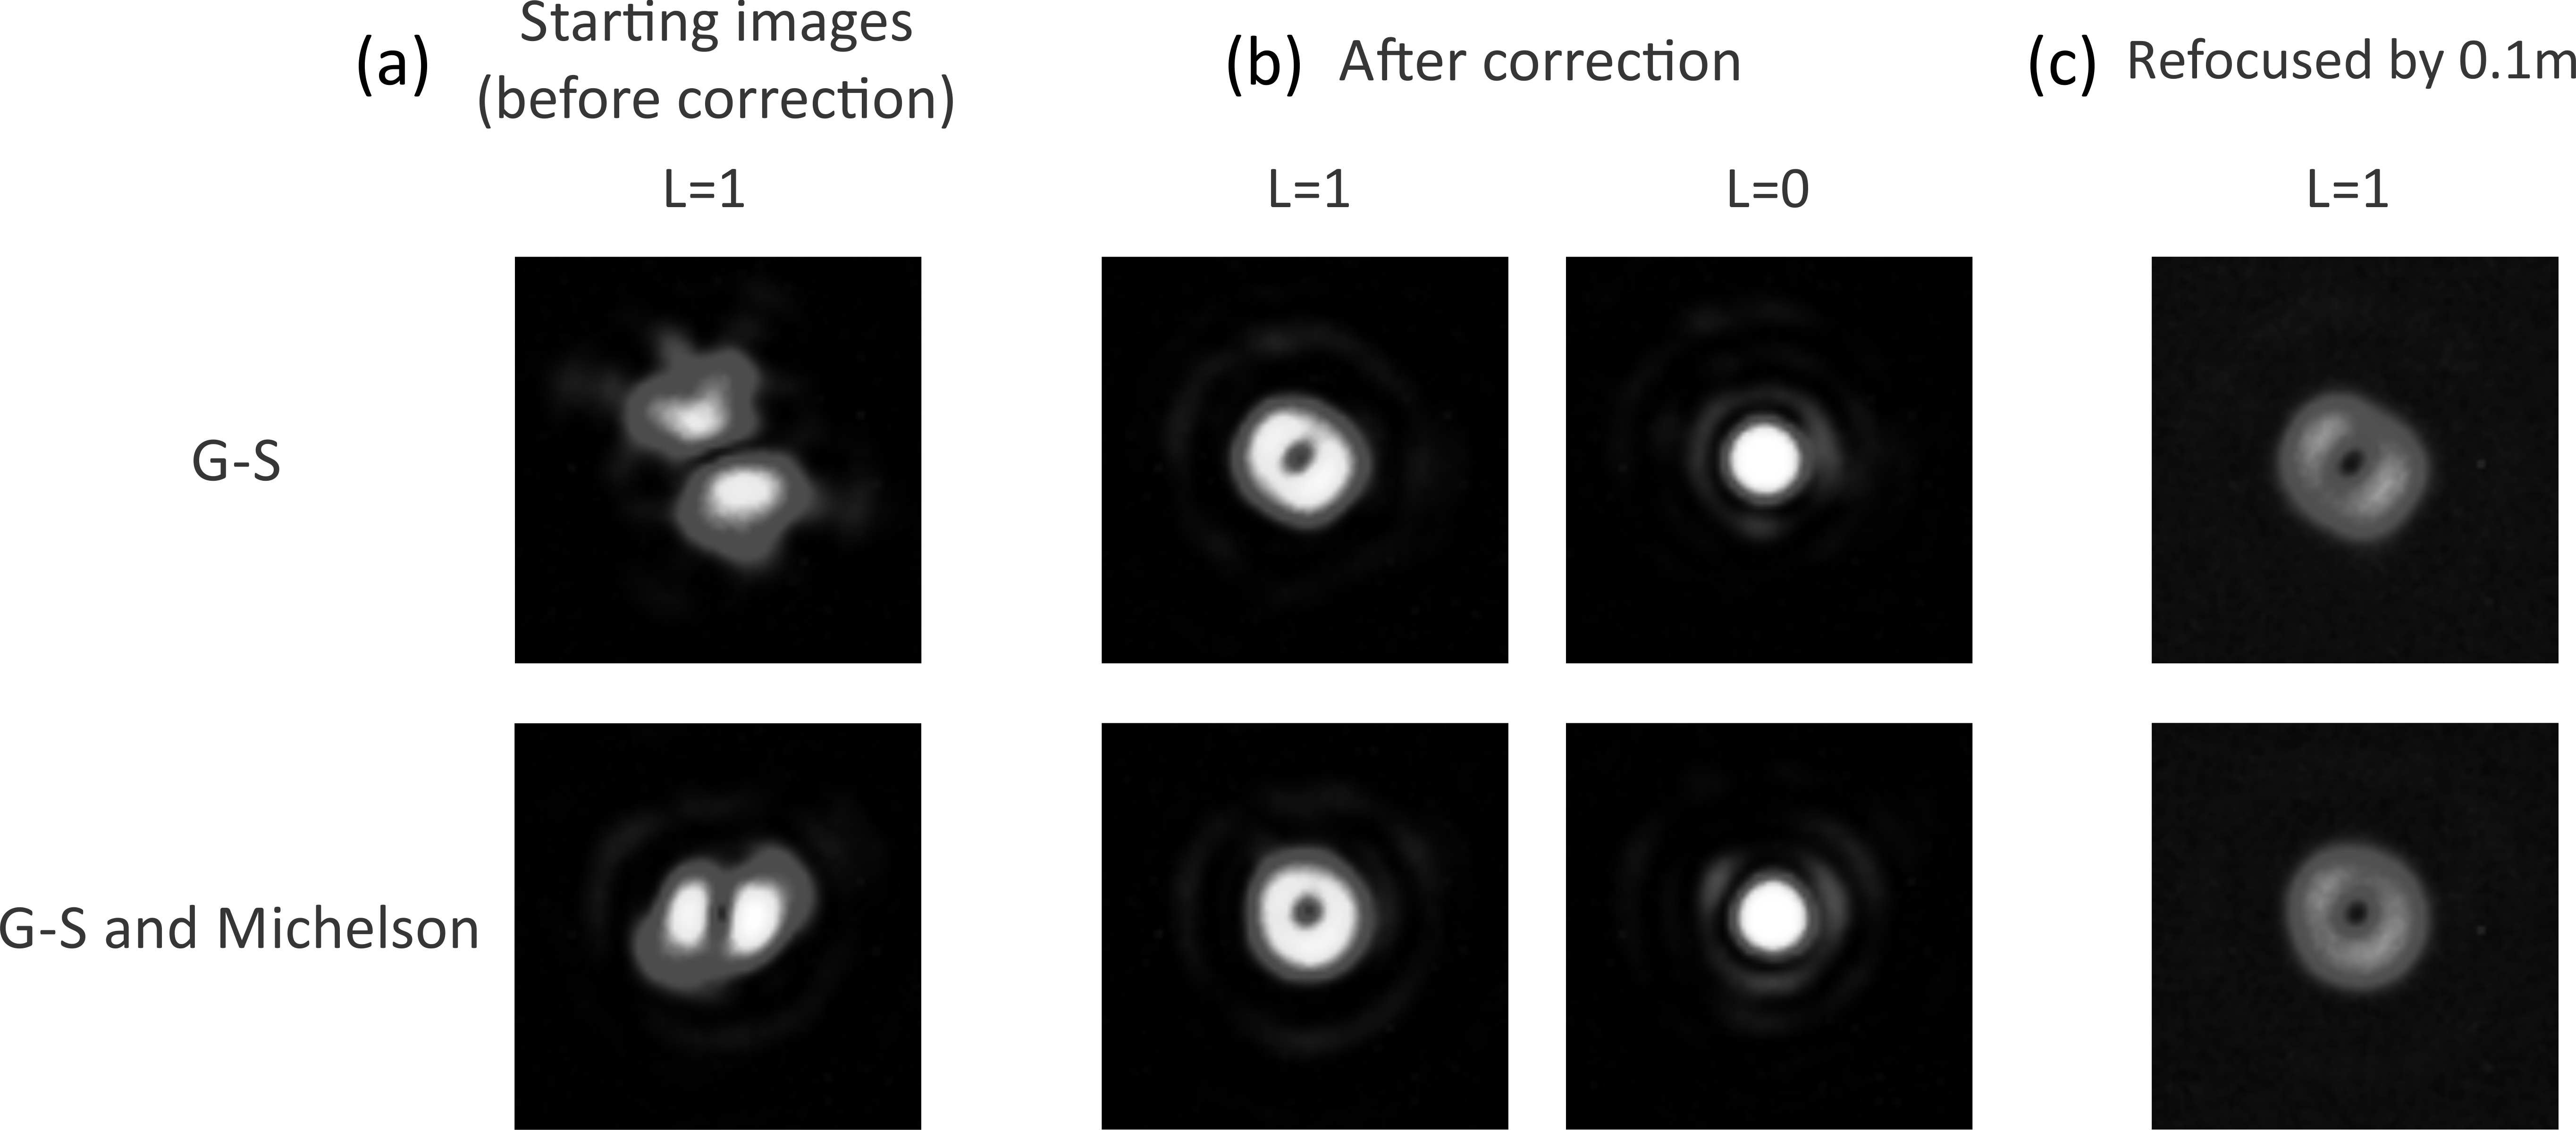 (a) Starting images
(before correction)
(b) After correction
(c) Refocused by 0.1m
L=1
L=1
L=0
L=1
G-S
G-S and Michelson